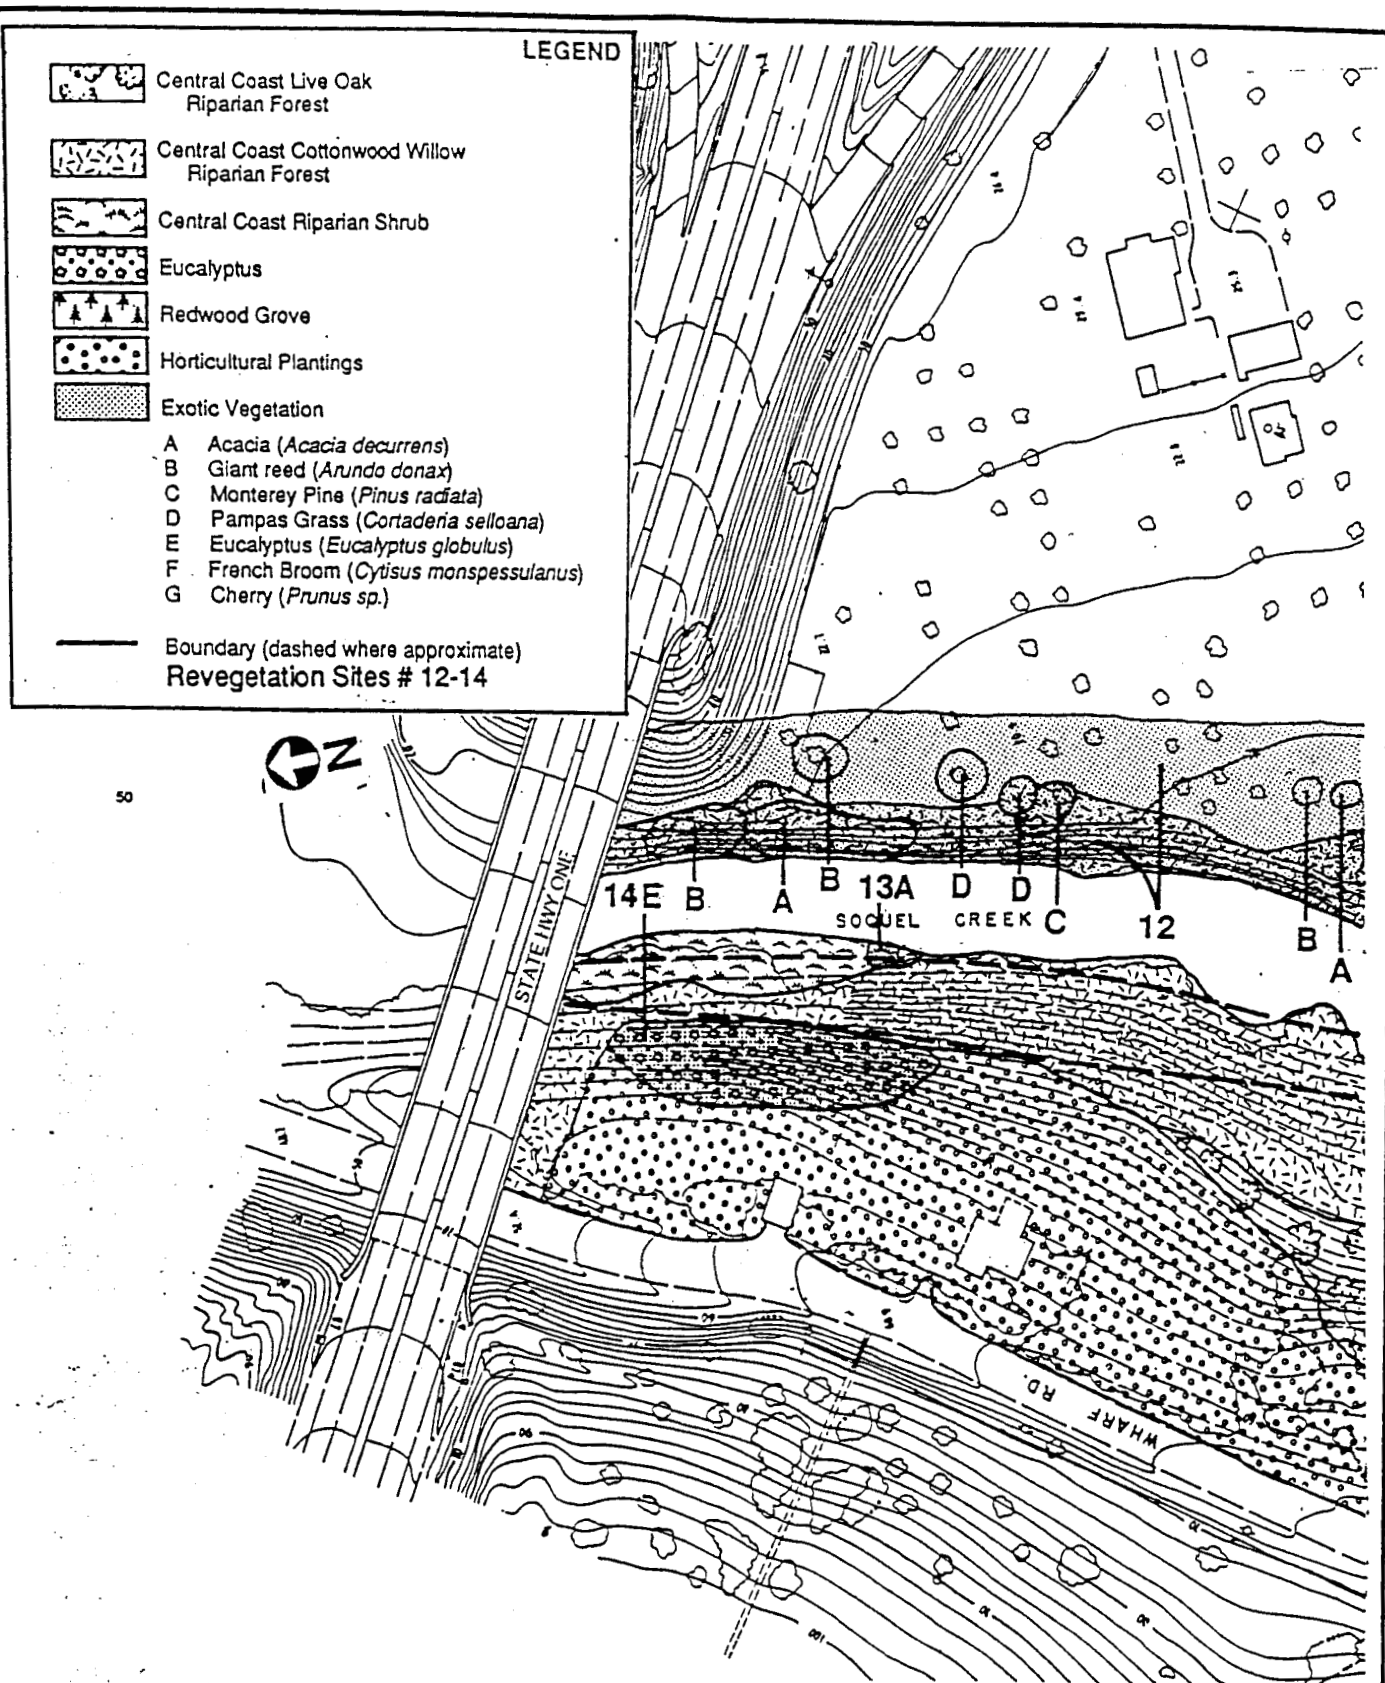 LEGEND
Central Coast Live Oak
Riparian Forest
Central Coast Cottonwood Willow
Riparian Forest
Central Coast Riparian Shrub
Eucalyptus
Redwood Grove
Horticultural Plantings
Exotic Vegetation
A Acacia (Acacia decurrens)
B Giant reed (Arundo donax)
C Monterey Pine (Pinus radiata)
D Pampas Grass (Cortaderia selloana)
E Eucalyptus (Eucalyptus globulus)
F French Broom (Cytisus monspessulanus)
G Cherry (Prunus sp.)
Boundary (dashed where approximate)
Revegetation Sites # 12-14
N
50
STATE HWY ONE
14E B A B 13A D D C 12 B A
SOQUEL CREEK
WHARF RD.
100